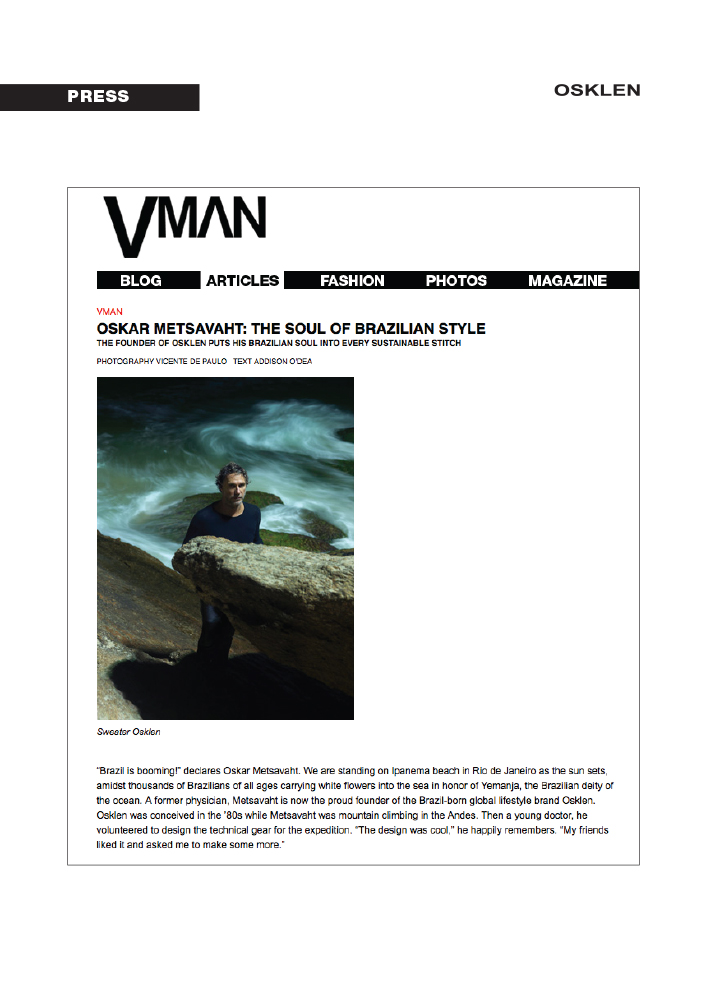 PRESS
OSKLEN
VMAN
BLOG ARTICLES FASHION PHOTOS MAGAZINE
VMAN
OSKAR METSAVAHT: THE SOUL OF BRAZILIAN STYLE
THE FOUNDER OF OSKLEN PUTS HIS BRAZILIAN SOUL INTO EVERY SUSTAINABLE STITCH
PHOTOGRAPHY VICENTE DE PAULO TEXT ADDISON O'DEA
Sweater Osklen
“Brazil is booming!” declares Oskar Metsavaht. We are standing on Ipanema beach in Rio de Janeiro as the sun sets,
amidst thousands of Brazilians of all ages carrying white flowers into the sea in honor of Yemanja, the Brazilian deity of
the ocean. A former physician, Metsavaht is now the proud founder of the Brazil-born global lifestyle brand Osklen.
Osklen was conceived in the ’80s while Metsavaht was mountain climbing in the Andes. Then a young doctor, he
volunteered to design the technical gear for the expedition. “The design was cool,” he happily remembers. “My friends
liked it and asked me to make some more.”